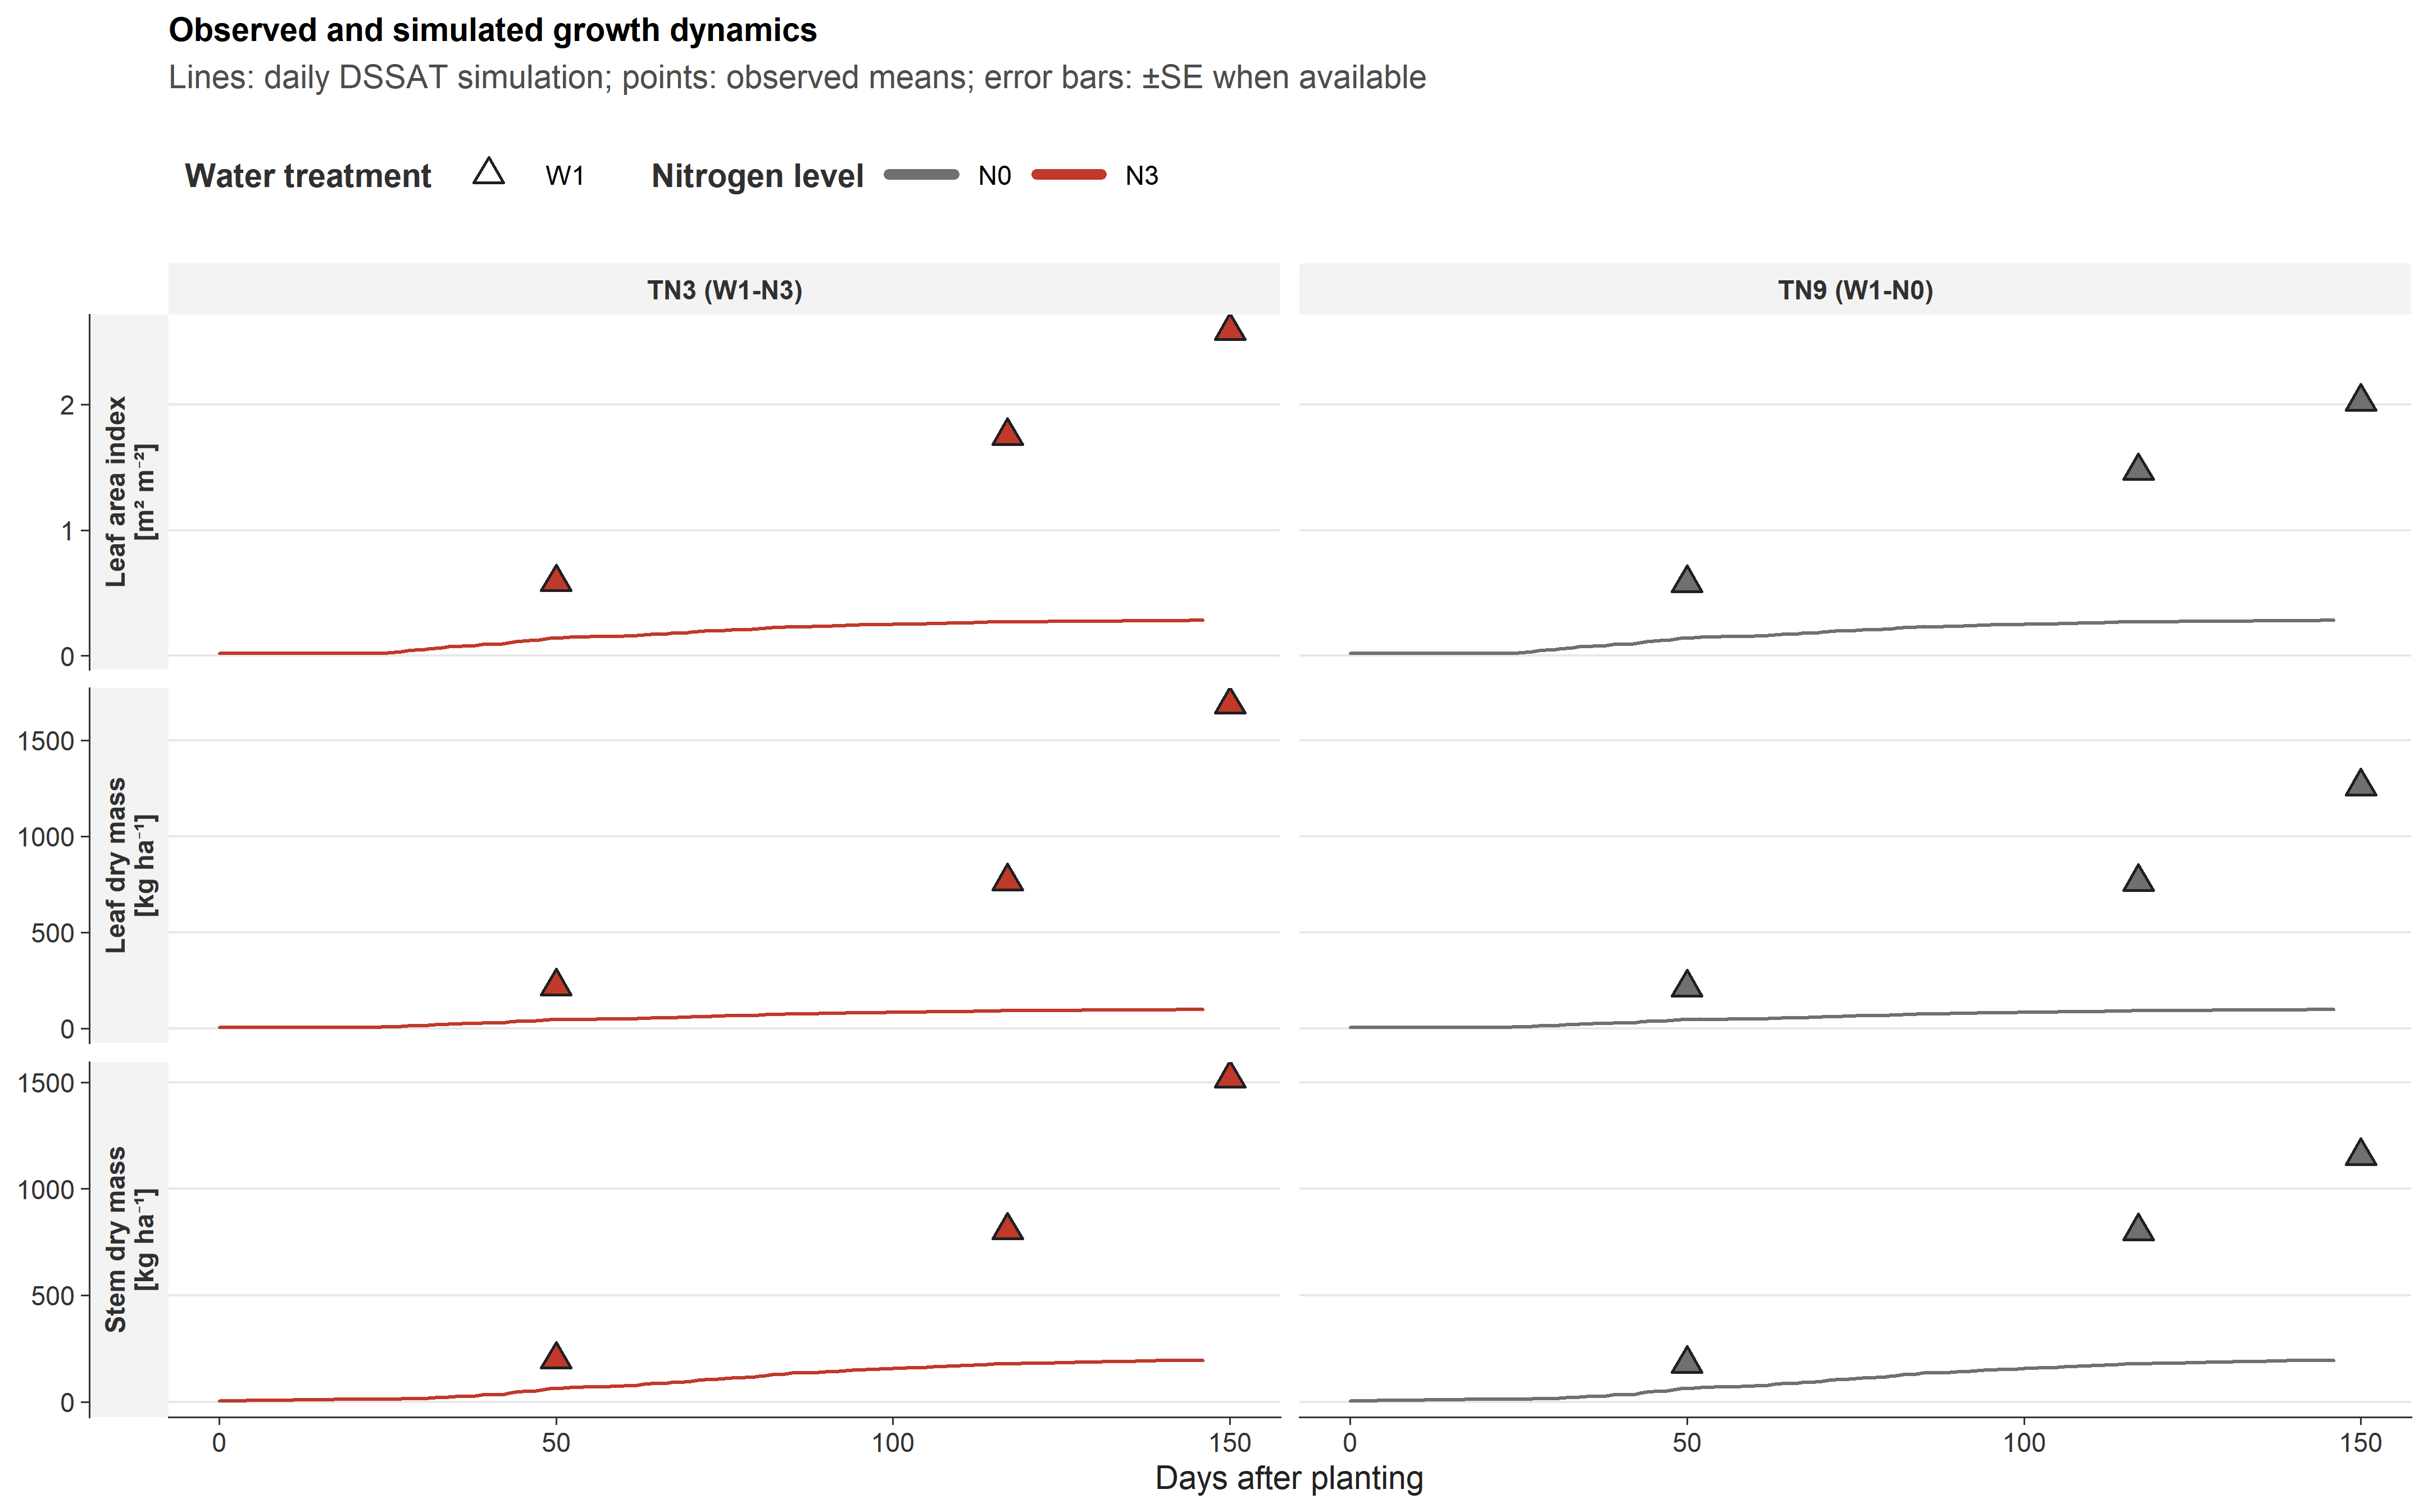 Observed and simulated growth dynamics
Lines: daily DSSAT simulation; points: observed means; error bars: ±SE when available
Water treatment W1 Nitrogen level N0 N3
TN3 (W1-N3) TN9 (W1-N0)
Leaf area index
[m² m⁻²]
2
1
0
Leaf dry mass
[kg ha⁻¹]
1500
1000
500
0
Stem dry mass
[kg ha⁻¹]
1500
1000
500
0
0 50 100 150 0 50 100 150
Days after planting